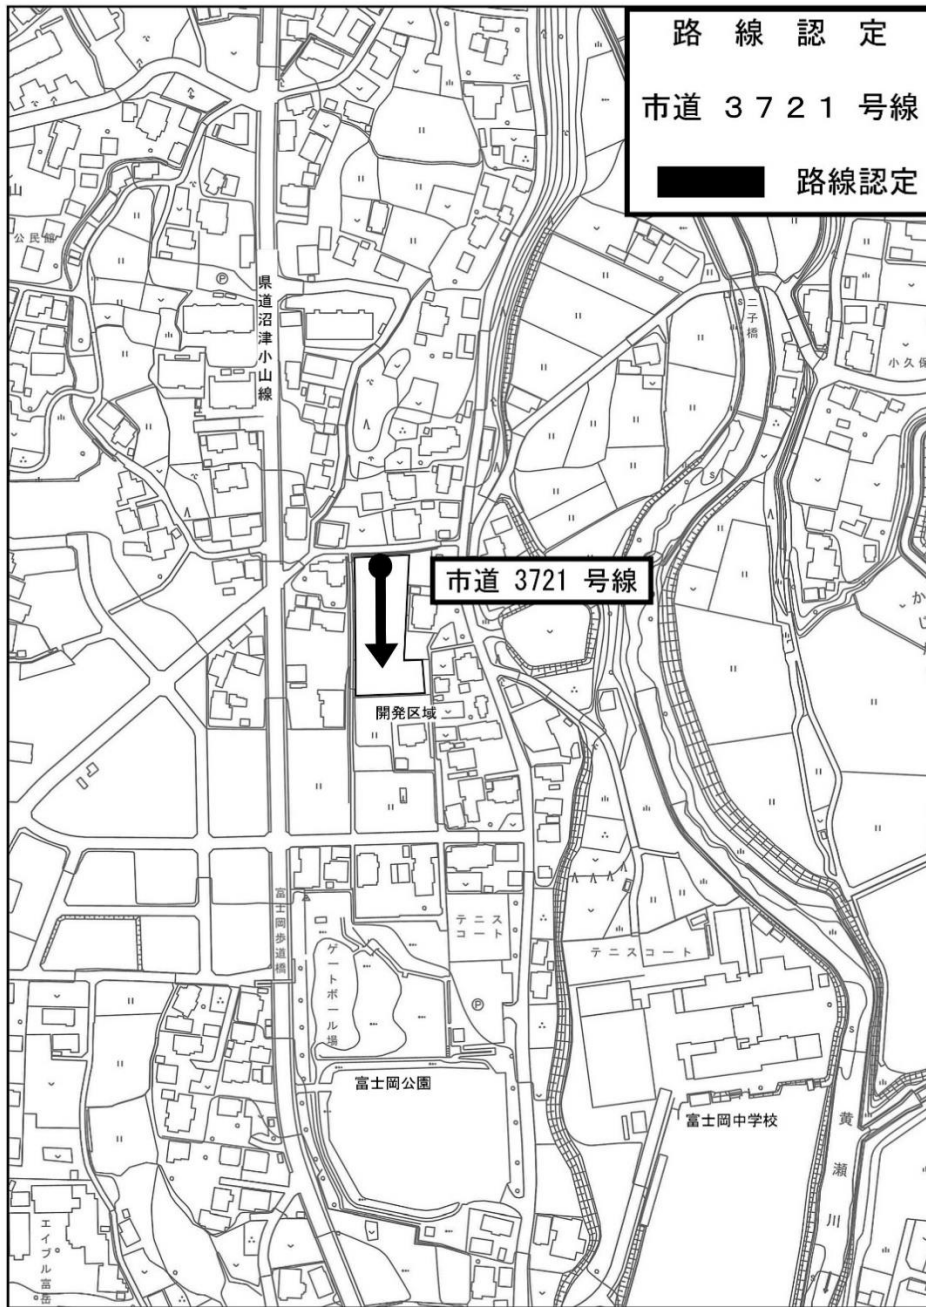 路線認定
市道 3721 号線
路線認定
山
公民館
Ⓟ
県道沼津小山線
二子橋
小久保
市道 3721 号線
開発区域
富士岡歩道橋
テニス
コート
ゲートボール場
テニスコート
Ⓟ
富士岡公園
富士岡中学校
黄瀬川
エイブル富岳